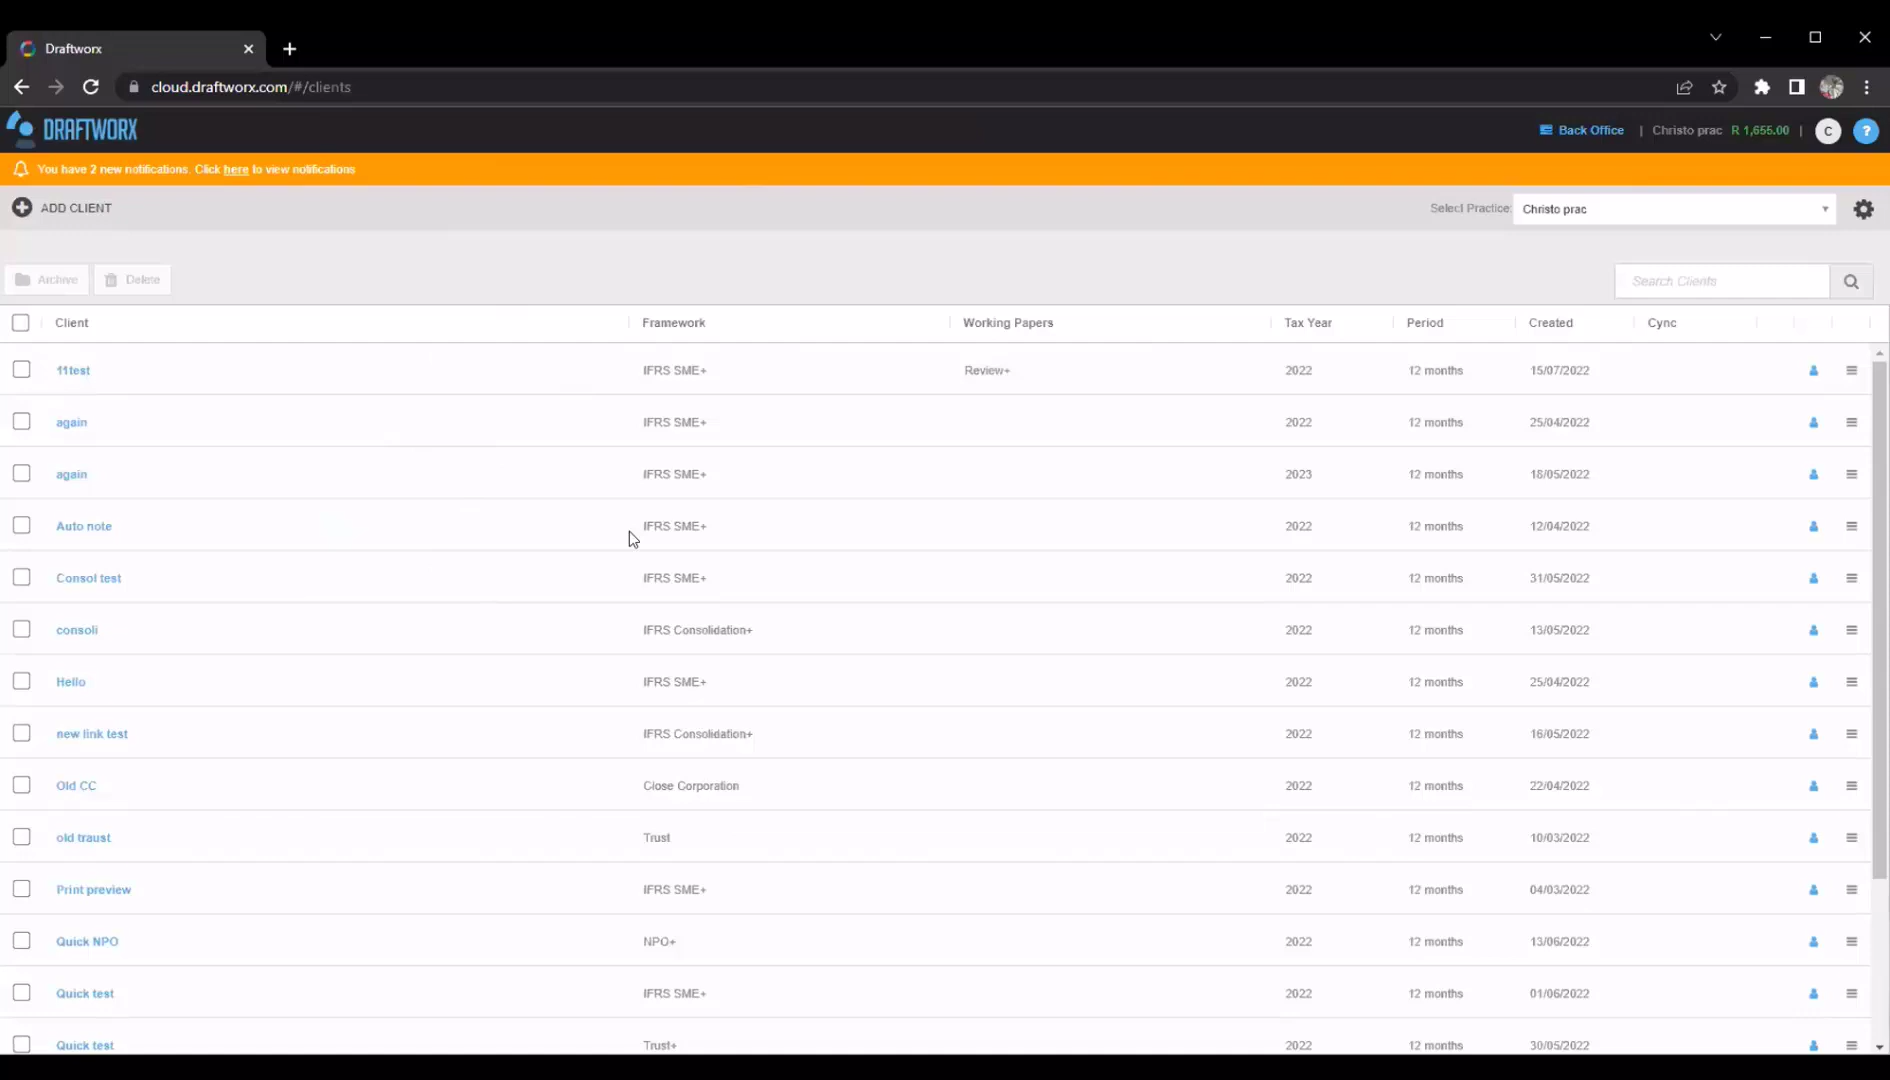 Draftworx
cloud.draftworx.com/#/clients
DRAFTWORX
Back Office | Christo prac R 1,655.00 | C ?
You have 2 new notifications. Click here to view notifications
ADD CLIENT
Select Practice: Christo prac
Archive Delete
Search Clients
Client Framework Working Papers Tax Year Period Created Cync
11test IFRS SME+ Review+ 2022 12 months 15/07/2022
again IFRS SME+ 2022 12 months 25/04/2022
again IFRS SME+ 2023 12 months 18/05/2022
Auto note IFRS SME+ 2022 12 months 12/04/2022
Consol test IFRS SME+ 2022 12 months 31/05/2022
consoli IFRS Consolidation+ 2022 12 months 13/05/2022
Hello IFRS SME+ 2022 12 months 25/04/2022
new link test IFRS Consolidation+ 2022 12 months 16/05/2022
Old CC Close Corporation 2022 12 months 22/04/2022
old traust Trust 2022 12 months 10/03/2022
Print preview IFRS SME+ 2022 12 months 04/03/2022
Quick NPO NPO+ 2022 12 months 13/06/2022
Quick test IFRS SME+ 2022 12 months 01/06/2022
Quick test Trust+ 2022 12 months 30/05/2022